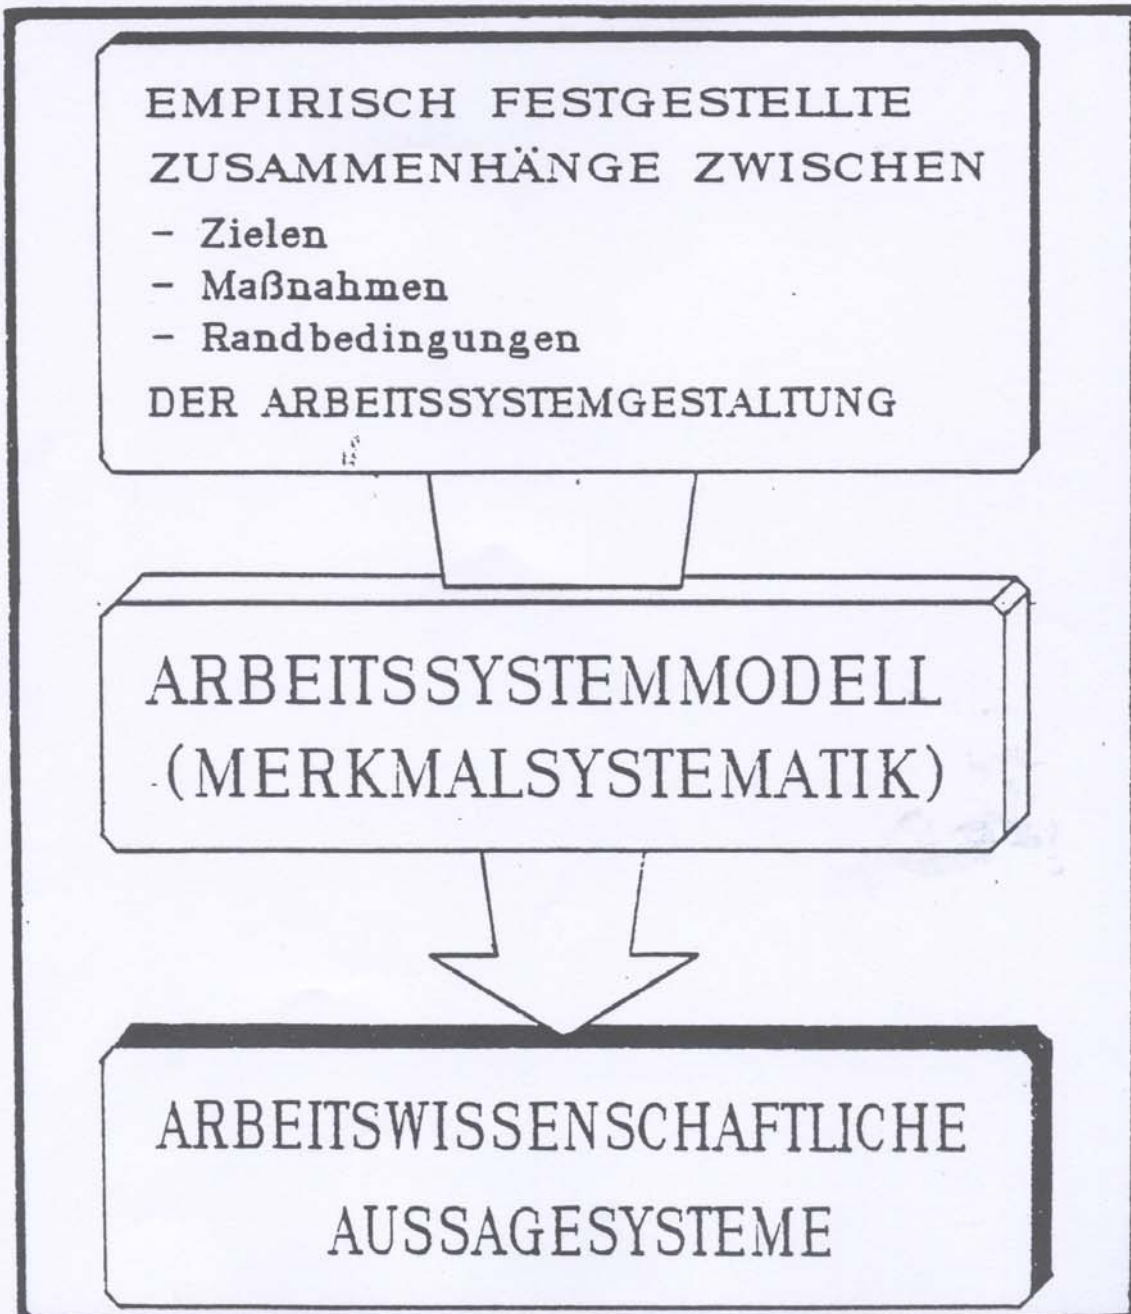 EMPIRISCH FESTGESTELLTE
ZUSAMMENHÄNGE ZWISCHEN
- Zielen
- Maßnahmen
- Randbedingungen
DER ARBEITSSYSTEMGESTALTUNG
ARBEITSSYSTEMMODELL
(MERKMALSYSTEMATIK)
ARBEITSWISSENSCHAFTLICHE
AUSSAGESYSTEME